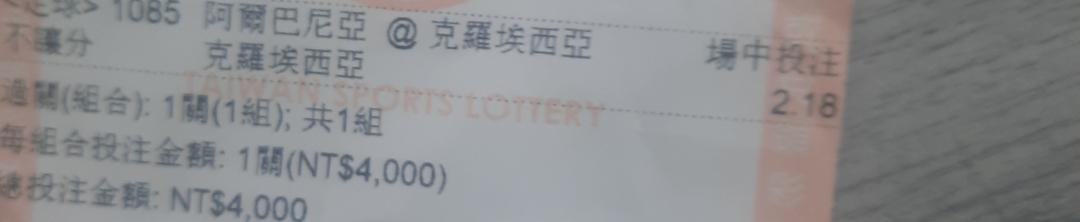 <足球> 1085 阿爾巴尼亞 @ 克羅埃西亞
不讓分 克羅埃西亞 場中投注
2.18
TAIWAN SPORTS LOTTERY
過關(組合): 1關(1組); 共1組
每組合投注金額: 1關(NT$4,000)
總投注金額: NT$4,000